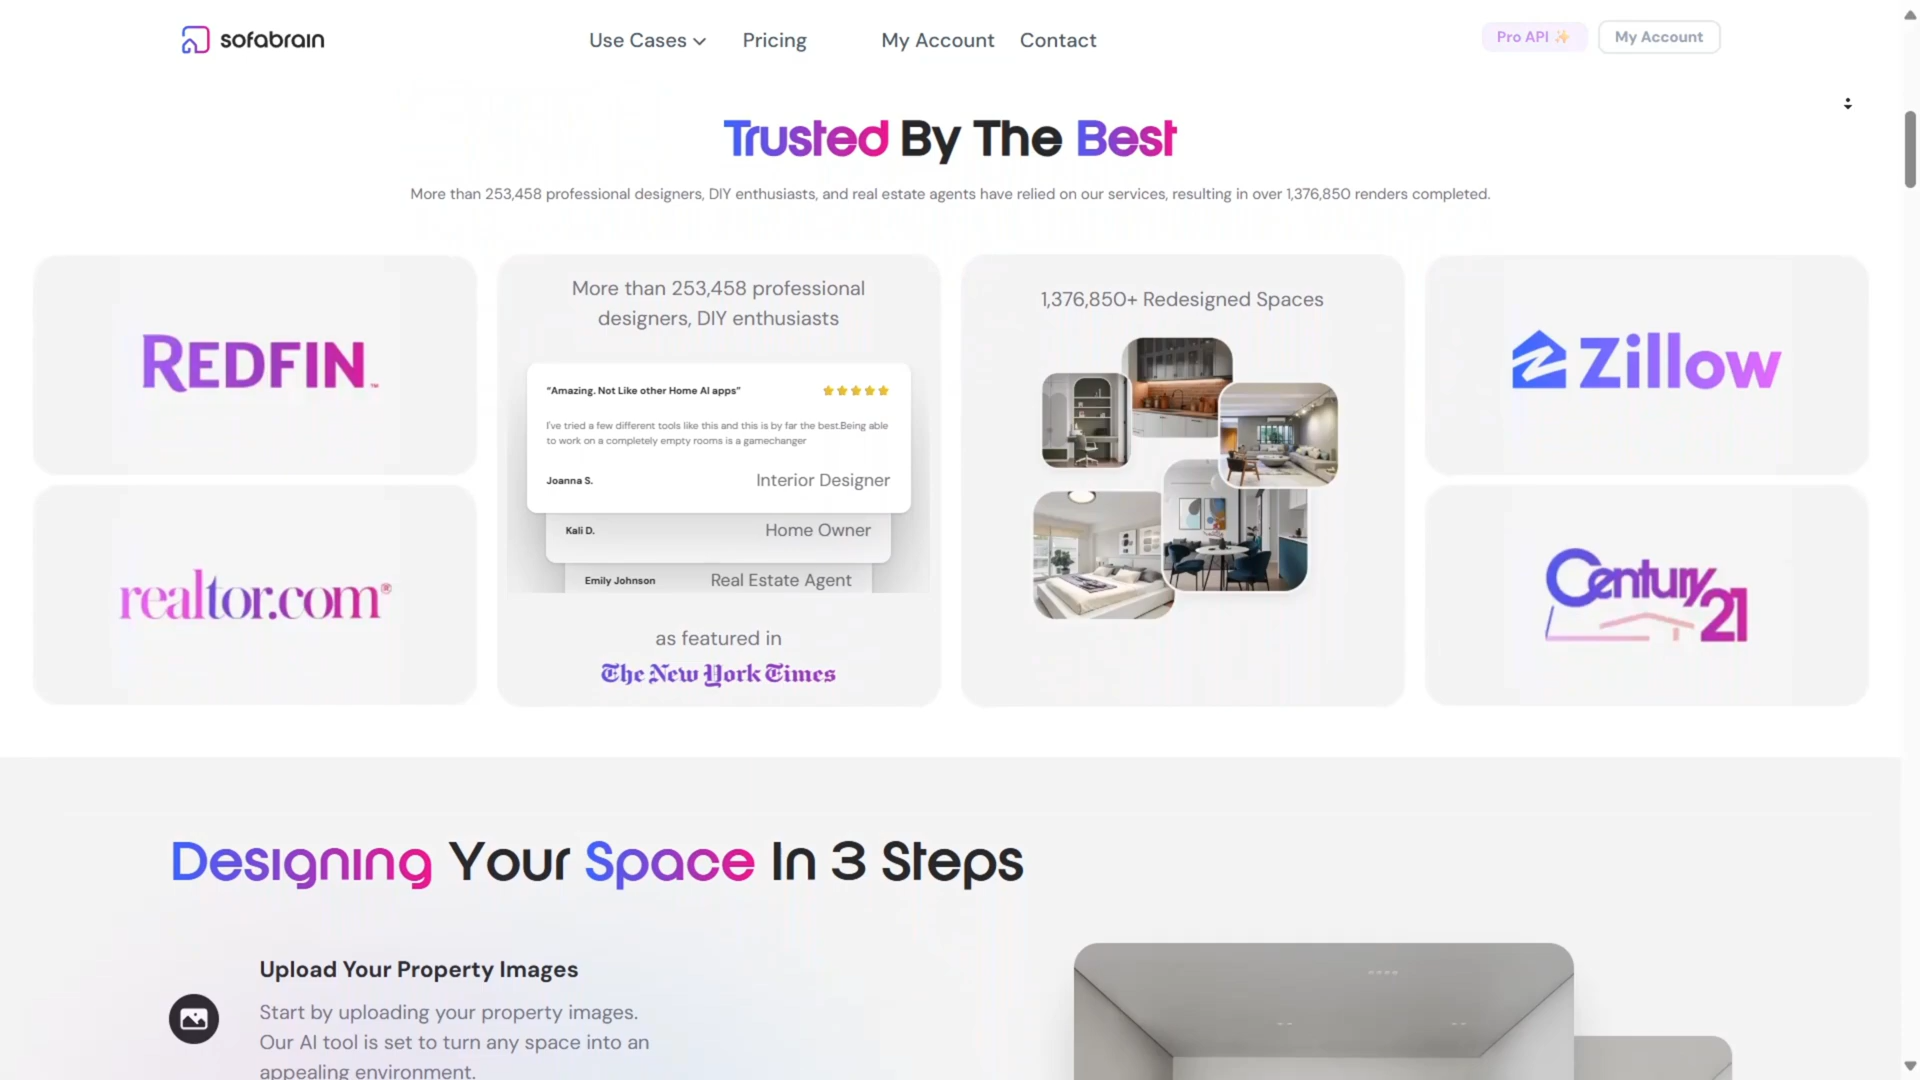 sofabrain
Use Cases
Pricing
My Account
Contact
Pro API ✨
My Account
Trusted By The Best
More than 253,458 professional designers, DIY enthusiasts, and real estate agents have relied on our services, resulting in over 1,376,850 renders completed.
REDFIN™
realtor.com®
More than 253,458 professional
designers, DIY enthusiasts
“Amazing. Not Like other Home AI apps”
I've tried a few different tools like this and this is by far the best.Being able
to work on a completely empty rooms is a gamechanger
Joanna S.
Interior Designer
Kali D.
Home Owner
Emily Johnson
Real Estate Agent
as featured in
The New York Times
1,376,850+ Redesigned Spaces
Zillow
Century 21
Designing Your Space In 3 Steps
Upload Your Property Images
Start by uploading your property images.
Our AI tool is set to turn any space into an
appealing environment.